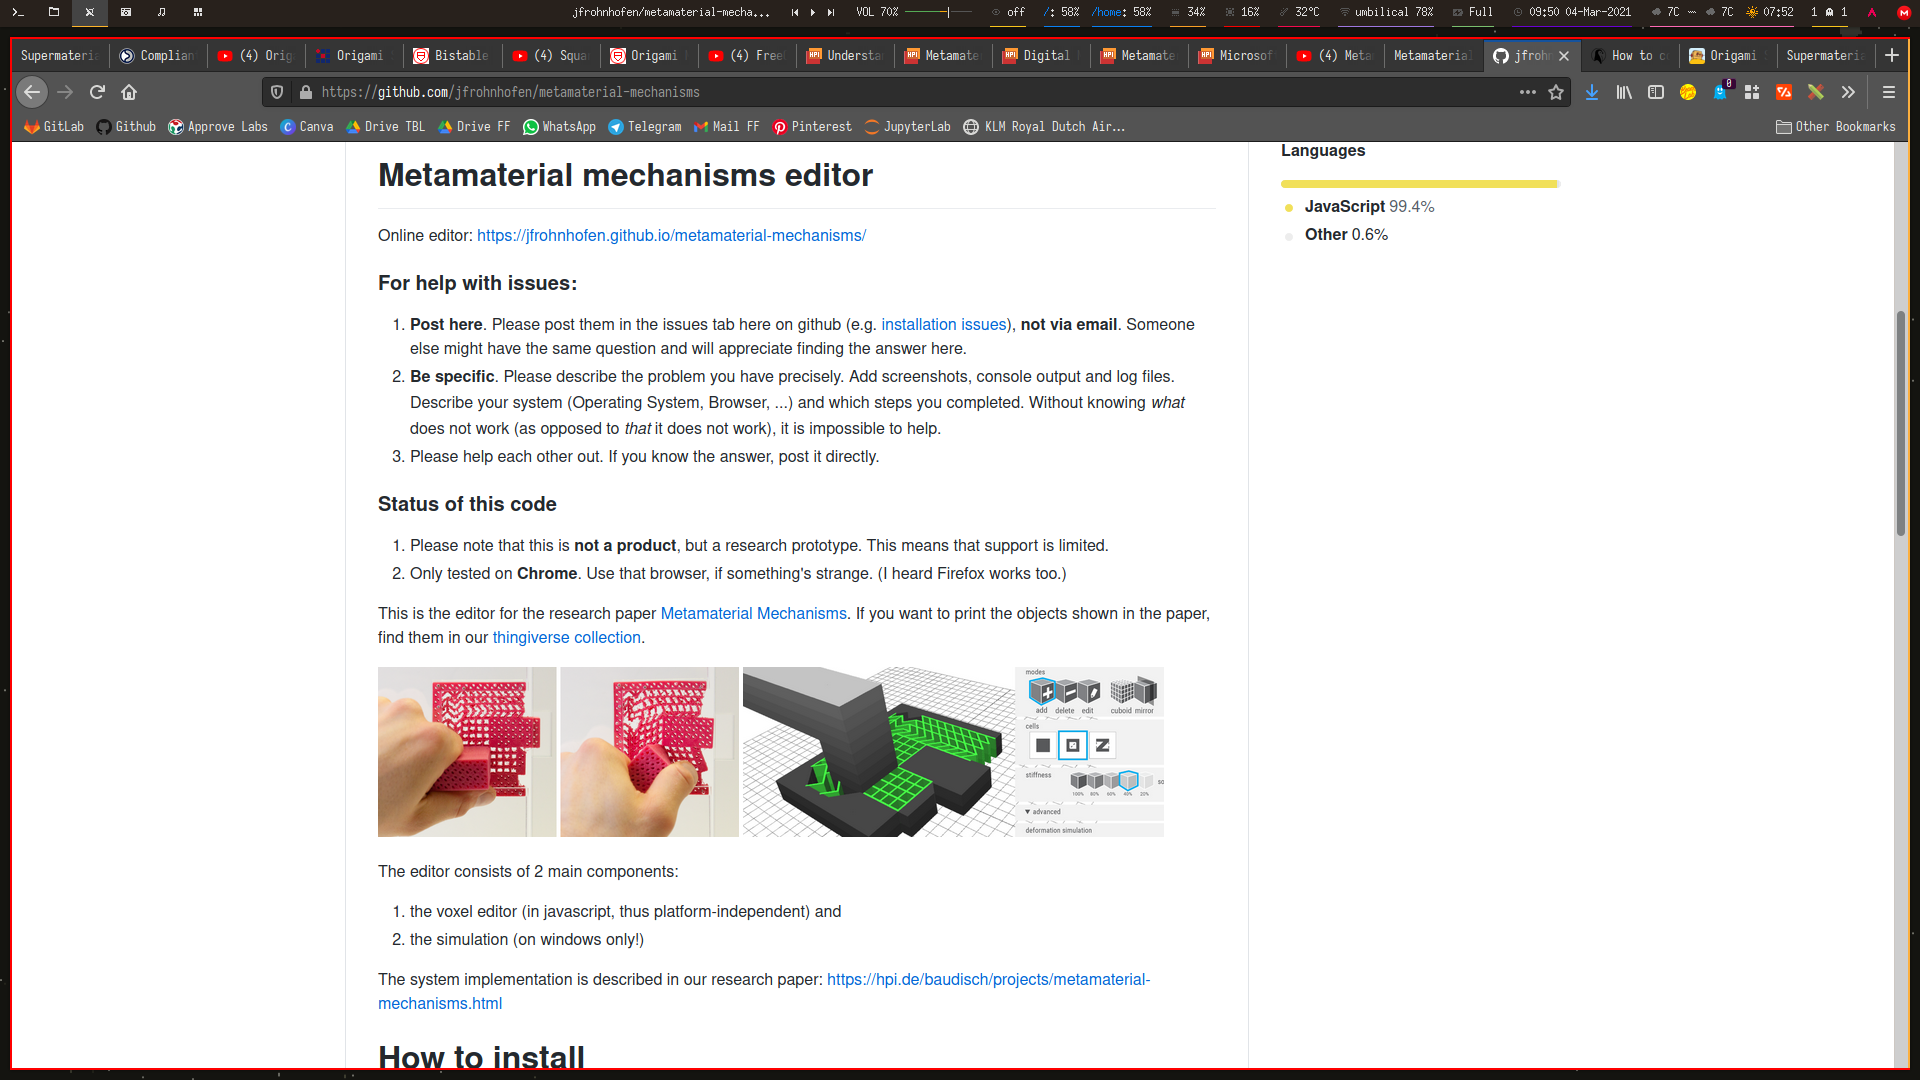 jfrohnhofen/metamaterial-mecha...
VOL 70%
off
/: 58%
/home: 58%
34%
16%
32°C
umbilical 78%
Full
09:50 04-Mar-2021
7C
7C
07:52
1
1
Supermateria
Complian
(4) Orig
Origami
Bistable
(4) Squa
Origami
(4) Free
Understa
Metamate
Digital
Metamate
Microsof
(4) Meta
Metamaterial
jfrohn
How to c
Origami
Supermateria
https://github.com/jfrohnhofen/metamaterial-mechanisms
0
GitLab
Github
Approve Labs
Canva
Drive TBL
Drive FF
WhatsApp
Telegram
Mail FF
Pinterest
JupyterLab
KLM Royal Dutch Air...
Other Bookmarks
Metamaterial mechanisms editor
Online editor: https://jfrohnhofen.github.io/metamaterial-mechanisms/
For help with issues:
1. Post here. Please post them in the issues tab here on github (e.g. installation issues), not via email. Someone
else might have the same question and will appreciate finding the answer here.
2. Be specific. Please describe the problem you have precisely. Add screenshots, console output and log files.
Describe your system (Operating System, Browser, ...) and which steps you completed. Without knowing what
does not work (as opposed to that it does not work), it is impossible to help.
3. Please help each other out. If you know the answer, post it directly.
Status of this code
1. Please note that this is not a product, but a research prototype. This means that support is limited.
2. Only tested on Chrome. Use that browser, if something's strange. (I heard Firefox works too.)
This is the editor for the research paper Metamaterial Mechanisms. If you want to print the objects shown in the paper,
find them in our thingiverse collection.
modes
add delete edit cuboid mirror
cells
stiffness
100% 80% 60% 40% 20%
so
▼ advanced
deformation simulation
The editor consists of 2 main components:
1. the voxel editor (in javascript, thus platform-independent) and
2. the simulation (on windows only!)
The system implementation is described in our research paper: https://hpi.de/baudisch/projects/metamaterial-
mechanisms.html
How to install
Languages
JavaScript 99.4%
Other 0.6%